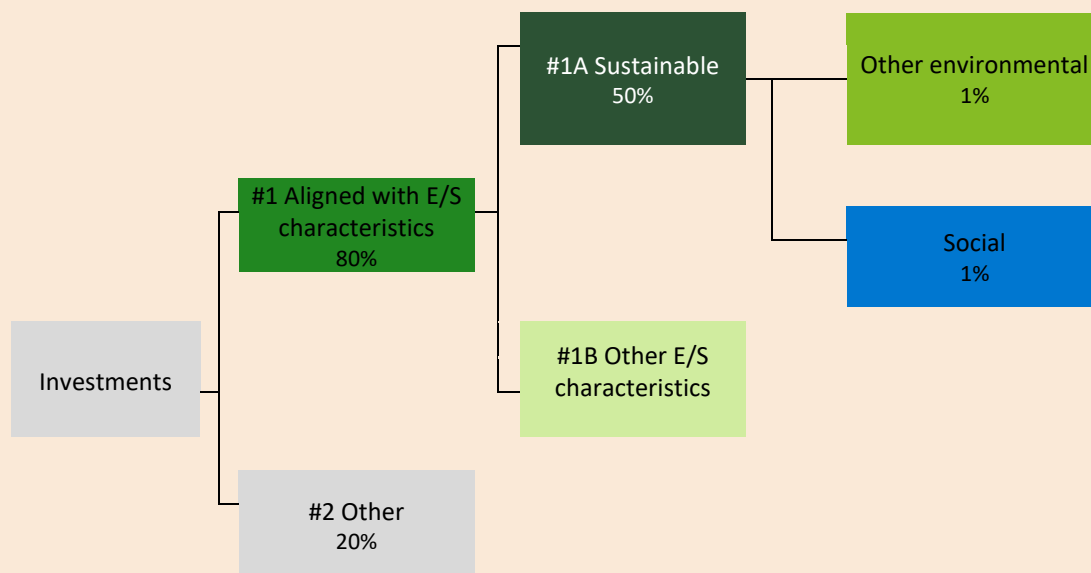 #1A Sustainable
50%
Other environmental
1%
#1 Aligned with E/S
characteristics
80%
Social
1%
Investments
#1B Other E/S
characteristics
#2 Other
20%